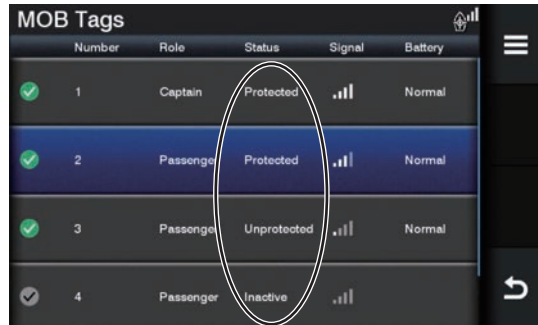 MOB Tags
Number Role Status Signal Battery
1 Captain Protected Normal
2 Passenger Protected Normal
3 Passenger Unprotected Normal
4 Passenger Inactive